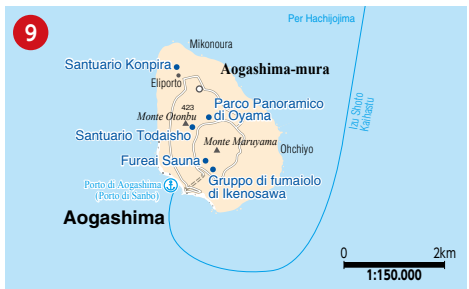 9
Per Hachijojima
Mikonoura
Santuario Konpira
Aogashima-mura
Eliporto
Parco Panoramico
di Oyama
423
Monte Otonbu
Santuario Todaisho
Monte Maruyama
Ohchiyo
Fureai Sauna
Gruppo di fumaiolo
di Ikenosawa
Porto di Aogashima
(Porto di Sanbo)
Aogashima
Izu Shoto
Kaihatsu
0 2km
1:150.000